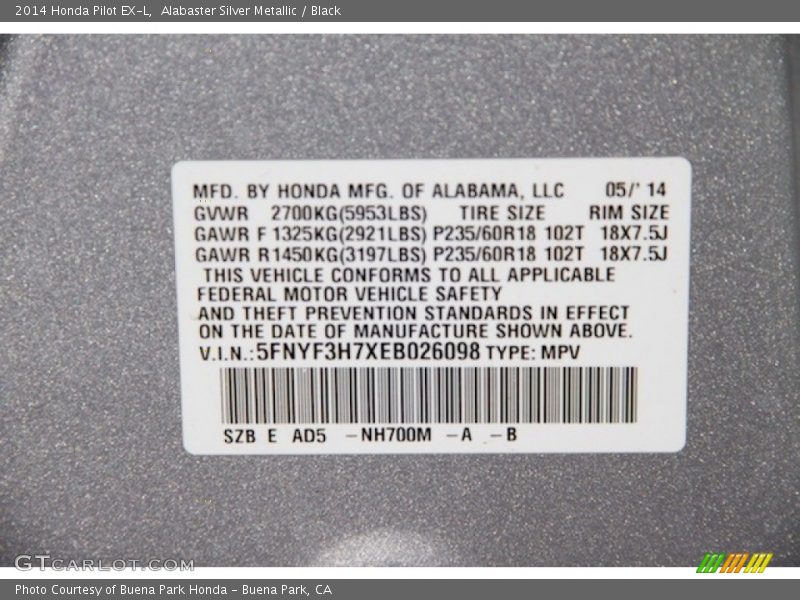 2014 Honda Pilot EX-L, Alabaster Silver Metallic / Black
MFD. BY HONDA MFG. OF ALABAMA, LLC 05/' 14
GVWR 2700KG(5953LBS) TIRE SIZE RIM SIZE
GAWR F 1325KG(2921LBS) P235/60R18 102T 18X7.5J
GAWR R 1450KG(3197LBS) P235/60R18 102T 18X7.5J
THIS VEHICLE CONFORMS TO ALL APPLICABLE
FEDERAL MOTOR VEHICLE SAFETY
AND THEFT PREVENTION STANDARDS IN EFFECT
ON THE DATE OF MANUFACTURE SHOWN ABOVE.
V.I.N.:5FNYF3H7XEB026098 TYPE: MPV
SZB E AD5 -NH700M -A -B
GTCARLOT.COM
Photo Courtesy of Buena Park Honda - Buena Park, CA